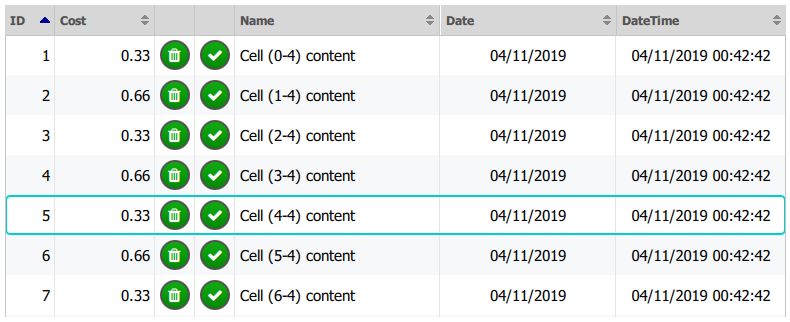 ID Cost Name Date DateTime
1 0.33 Cell (0-4) content 04/11/2019 04/11/2019 00:42:42
2 0.66 Cell (1-4) content 04/11/2019 04/11/2019 00:42:42
3 0.33 Cell (2-4) content 04/11/2019 04/11/2019 00:42:42
4 0.66 Cell (3-4) content 04/11/2019 04/11/2019 00:42:42
5 0.33 Cell (4-4) content 04/11/2019 04/11/2019 00:42:42
6 0.66 Cell (5-4) content 04/11/2019 04/11/2019 00:42:42
7 0.33 Cell (6-4) content 04/11/2019 04/11/2019 00:42:42